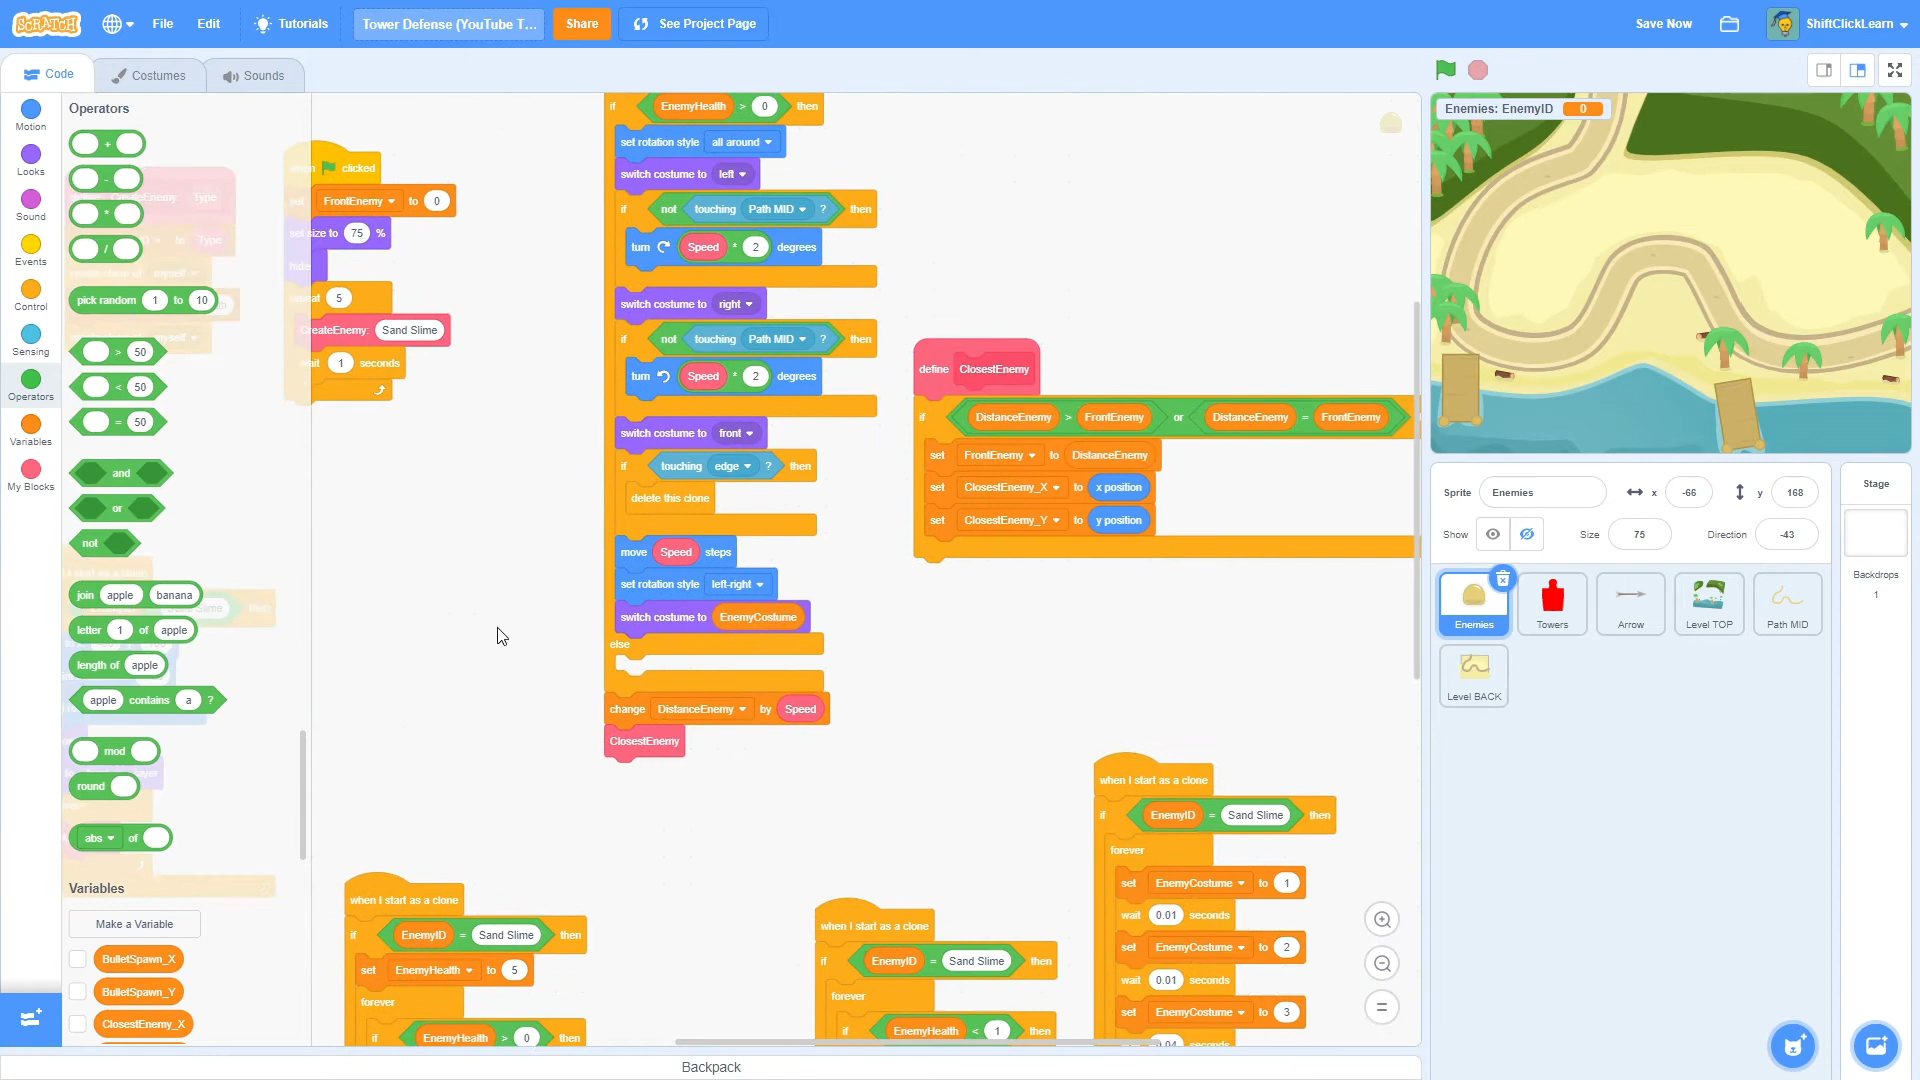 SCRATCH
File
Edit
Tutorials
Tower Defense (YouTube T...
Share
See Project Page
Save Now
ShiftClickLearn
Code
Costumes
Sounds
Motion
Looks
Sound
Events
Control
Sensing
Operators
Variables
My Blocks
Operators
+
-
*
/
pick random 1 to 10
> 50
< 50
= 50
and
or
not
join apple banana
letter 1 of apple
length of apple
apple contains a ?
mod
round
abs of
Variables
Make a Variable
BulletSpawn_X
BulletSpawn_Y
ClosestEnemy_X
when clicked
set FrontEnemy to 0
set size to 75 %
hide
repeat 5
CreateEnemy: Sand Slime
wait 1 seconds
if EnemyHealth > 0 then
set rotation style all around
switch costume to left
if not touching Path MID ? then
turn Speed * 2 degrees
switch costume to right
if not touching Path MID ? then
turn Speed * 2 degrees
switch costume to front
if touching edge ? then
delete this clone
move Speed steps
set rotation style left-right
switch costume to EnemyCostume
else
change DistanceEnemy by Speed
ClosestEnemy
define ClosestEnemy
if DistanceEnemy > FrontEnemy or DistanceEnemy = FrontEnemy
set FrontEnemy to DistanceEnemy
set ClosestEnemy_X to x position
set ClosestEnemy_Y to y position
when I start as a clone
if EnemyID = Sand Slime then
set EnemyHealth to 5
forever
if EnemyHealth > 0 then
when I start as a clone
if EnemyID = Sand Slime then
forever
if EnemyHealth < 1 then
when I start as a clone
if EnemyID = Sand Slime then
forever
set EnemyCostume to 1
wait 0.01 seconds
set EnemyCostume to 2
wait 0.01 seconds
set EnemyCostume to 3
Backpack
Enemies: EnemyID 0
Sprite Enemies x -66 y 168
Show Size 75 Direction -43
Enemies
Towers
Arrow
Level TOP
Path MID
Level BACK
Stage
Backdrops
1